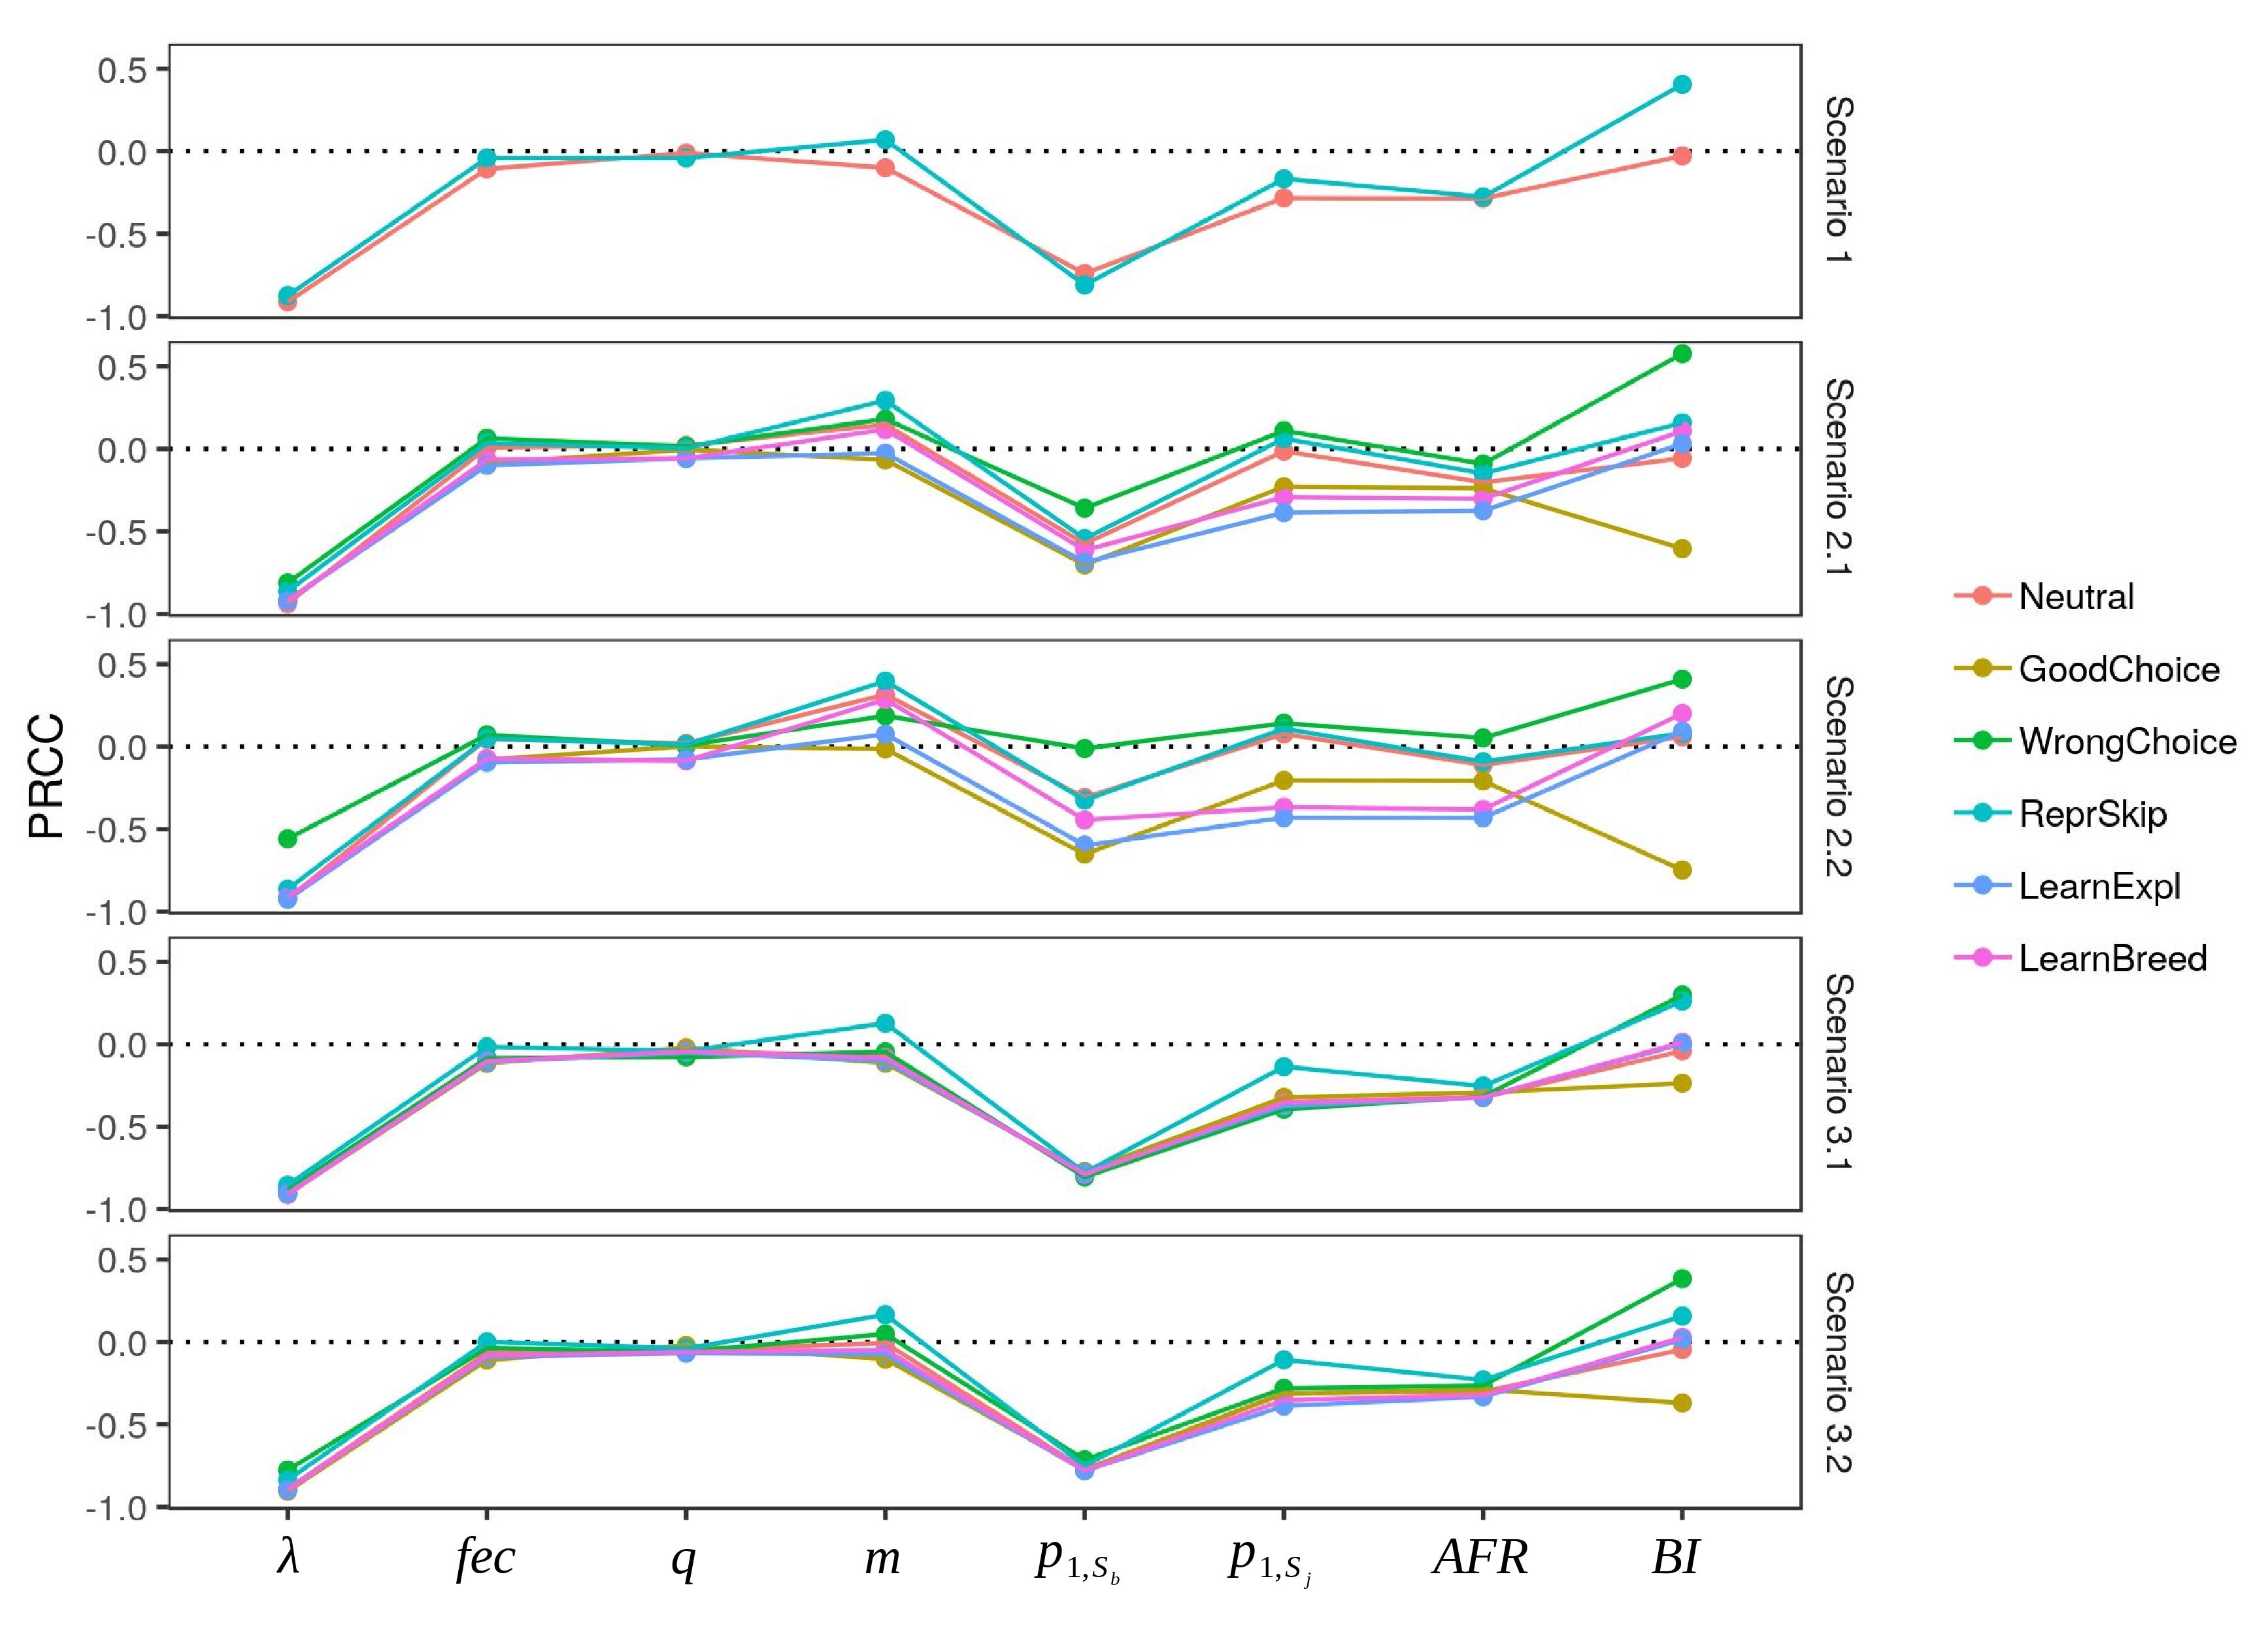 PRCC
0.5
0.0
-0.5
-1.0
Scenario 1
0.5
0.0
-0.5
-1.0
Scenario 2.1
0.5
0.0
-0.5
-1.0
Scenario 2.2
0.5
0.0
-0.5
-1.0
Scenario 3.1
0.5
0.0
-0.5
-1.0
Scenario 3.2
λ fec q m p1,Sb p1,Sj AFR BI
Neutral
GoodChoice
WrongChoice
ReprSkip
LearnExpl
LearnBreed